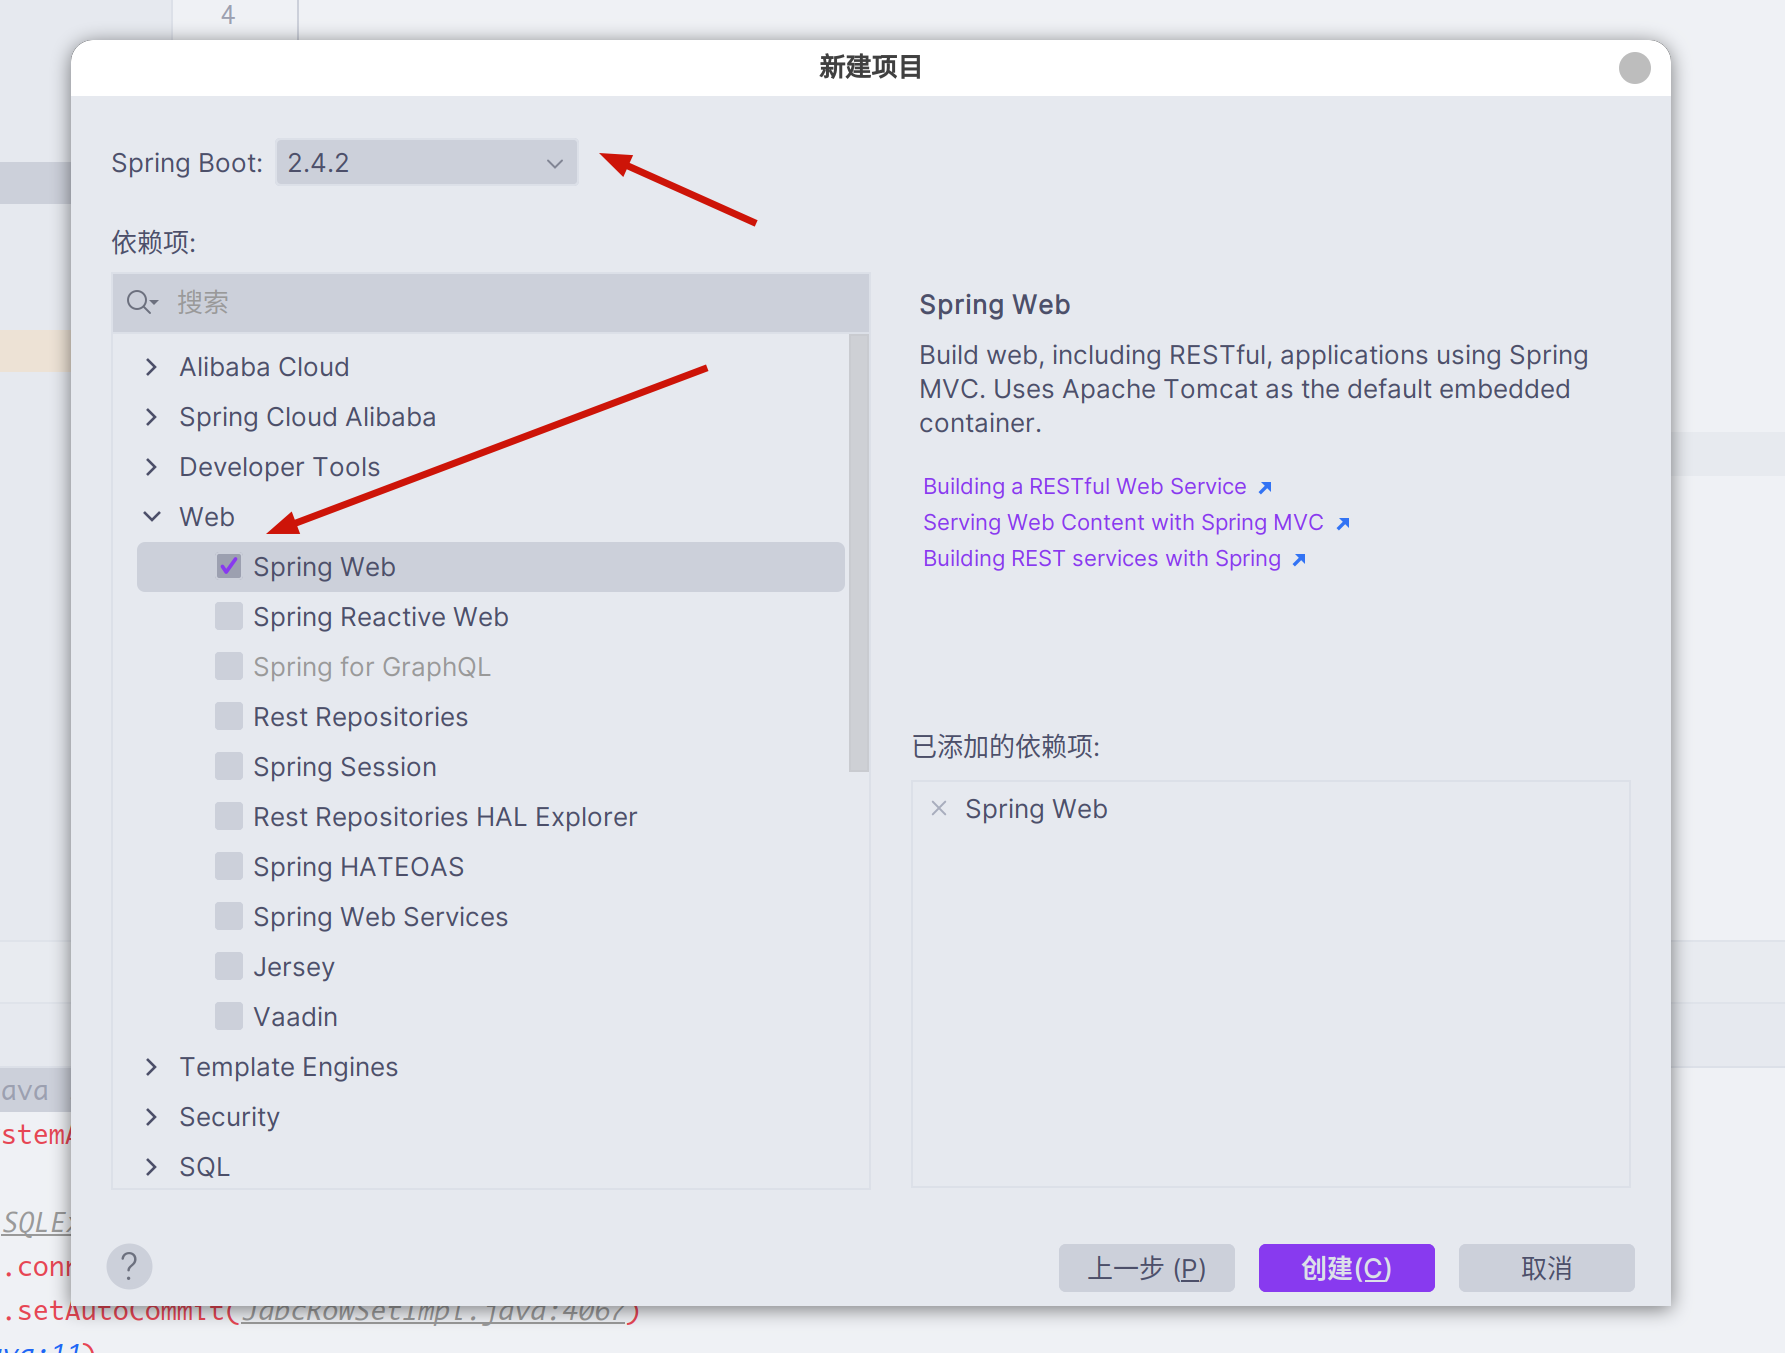 4
新建项目
Spring Boot: 2.4.2
依赖项:
搜索
Alibaba Cloud
Spring Cloud Alibaba
Developer Tools
Web
Spring Web
Spring Reactive Web
Spring for GraphQL
Rest Repositories
Spring Session
Rest Repositories HAL Explorer
Spring HATEOAS
Spring Web Services
Jersey
Vaadin
Template Engines
Security
SQL
Spring Web
Build web, including RESTful, applications using Spring
MVC. Uses Apache Tomcat as the default embedded
container.
Building a RESTful Web Service
Serving Web Content with Spring MVC
Building REST services with Spring
已添加的依赖项:
Spring Web
?
上一步 (P)
创建(C)
取消
ava
stemA
SQLE
.conn
.setAutoCommit(JdbcRowSetImpl.java:4067)
ava:11)